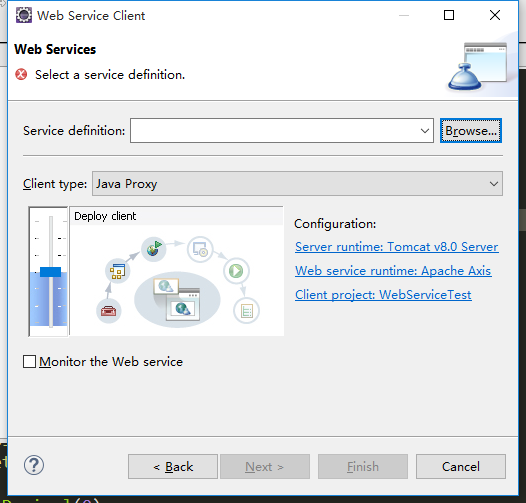 Web Service Client
Web Services
Select a service definition.
Service definition:
Browse...
Client type: Java Proxy
Deploy client
Configuration:
Server runtime: Tomcat v8.0 Server
Web service runtime: Apache Axis
Client project: WebServiceTest
Monitor the Web service
?
< Back
Next >
Finish
Cancel